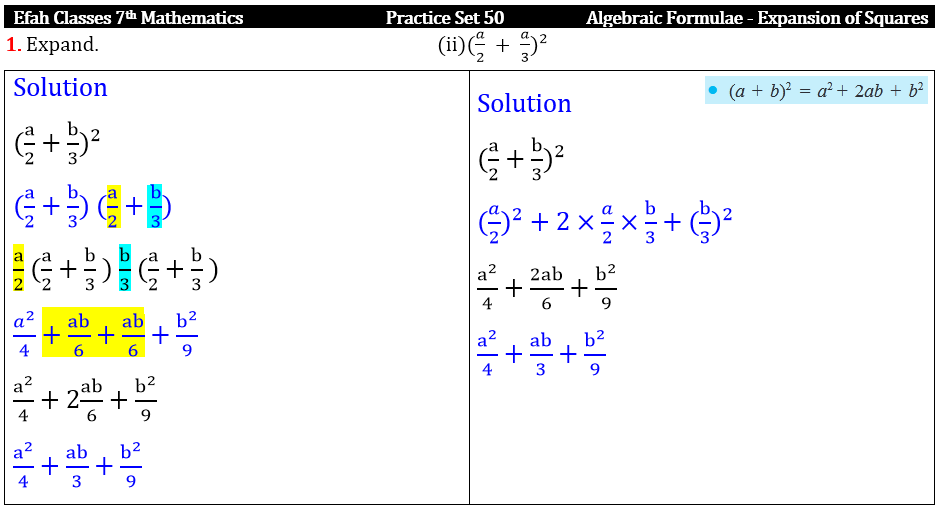 Efah Classes 7th Mathematics Practice Set 50 Algebraic Formulae - Expansion of Squares
1. Expand. (ii)(a/2 + a/3)²
Solution
(a/2 + b/3)²
(a/2 + b/3) (a/2 + b/3)
a/2 (a/2 + b/3 ) b/3 (a/2 + b/3 )
a²/4 + ab/6 + ab/6 + b²/9
a²/4 + 2ab/6 + b²/9
a²/4 + ab/3 + b²/9
• (a + b)² = a² + 2ab + b²
Solution
(a/2 + b/3)²
(a/2)² + 2 × a/2 × b/3 + (b/3)²
a²/4 + 2ab/6 + b²/9
a²/4 + ab/3 + b²/9